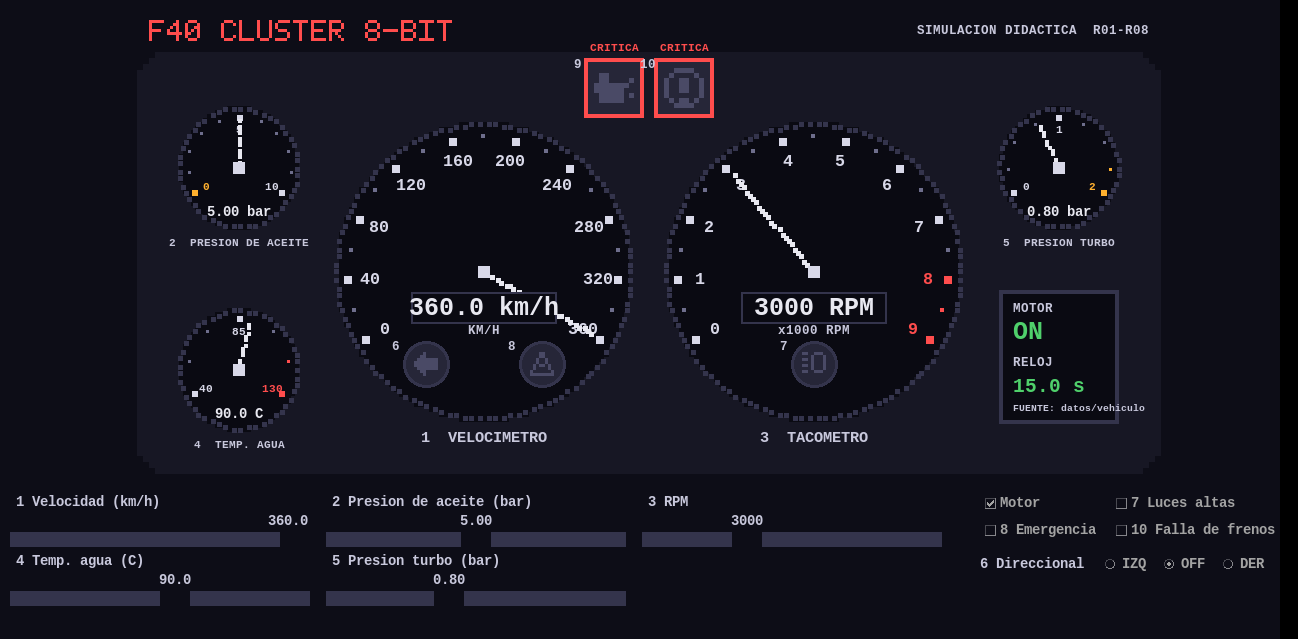 F40 CLUSTER 8-BIT
SIMULACION DIDACTICA R01-R08
CRITICA CRITICA
9 10
5
0 10
5.00 bar
2 PRESION DE ACEITE
85
40 130
90.0 C
4 TEMP. AGUA
0 40 80 120 160 200 240 280 320 360
360.0 km/h
KM/H
6 8
1 VELOCIMETRO
0 1 2 3 4 5 6 7 8 9
3000 RPM
x1000 RPM
7
3 TACOMETRO
1
0 2
0.80 bar
5 PRESION TURBO
MOTOR
ON
RELOJ
15.0 s
FUENTE: datos/vehiculo
1 Velocidad (km/h)
360.0
2 Presion de aceite (bar)
5.00
3 RPM
3000
4 Temp. agua (C)
90.0
5 Presion turbo (bar)
0.80
Motor
7 Luces altas
8 Emergencia
10 Falla de frenos
6 Direccional IZQ OFF DER